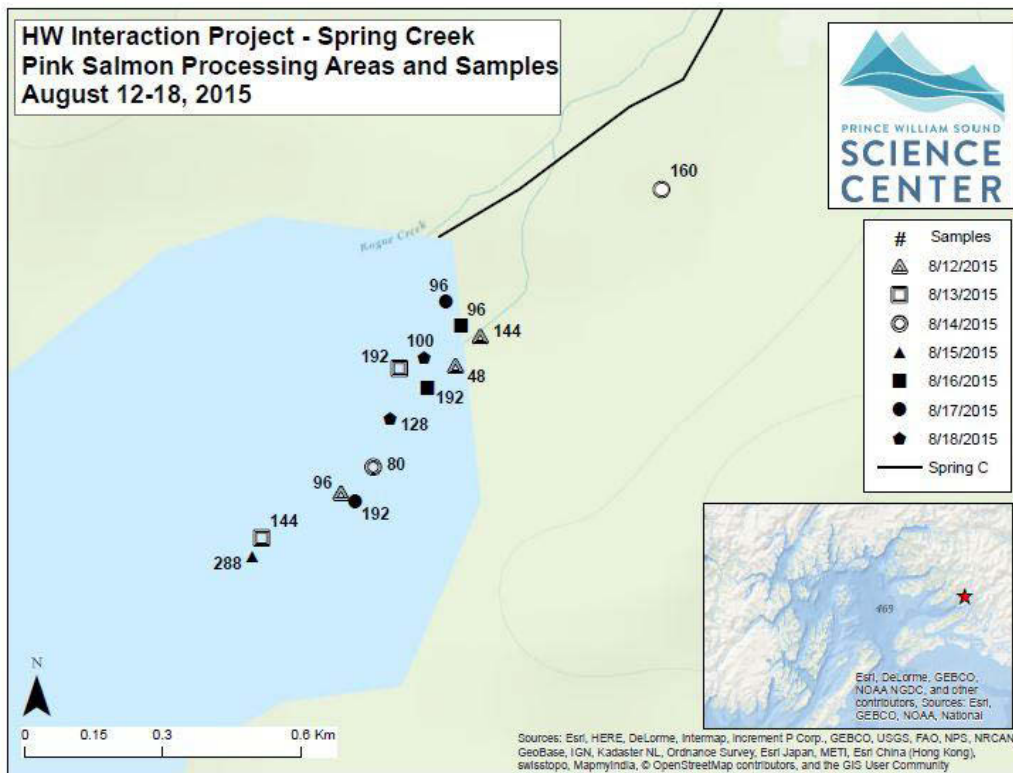 HW Interaction Project - Spring Creek
Pink Salmon Processing Areas and Samples
August 12-18, 2015
PRINCE WILLIAM SOUND
SCIENCE
CENTER
# Samples
8/12/2015
8/13/2015
8/14/2015
8/15/2015
8/16/2015
8/17/2015
8/18/2015
Spring C
160
Rogue Creek
96
96
144
100
192
48
192
128
80
96
192
144
288
469
Esri, DeLorme, GEBCO,
NOAA NGDC, and other
contributors, Sources: Esri,
GEBCO, NOAA, National
N
0 0.15 0.3 0.6 Km
Sources: Esri, HERE, DeLorme, Intermap, increment P Corp., GEBCO, USGS, FAO, NPS, NRCAN,
GeoBase, IGN, Kadaster NL, Ordnance Survey, Esri Japan, METI, Esri China (Hong Kong),
swisstopo, MapmyIndia, © OpenStreetMap contributors, and the GIS User Community